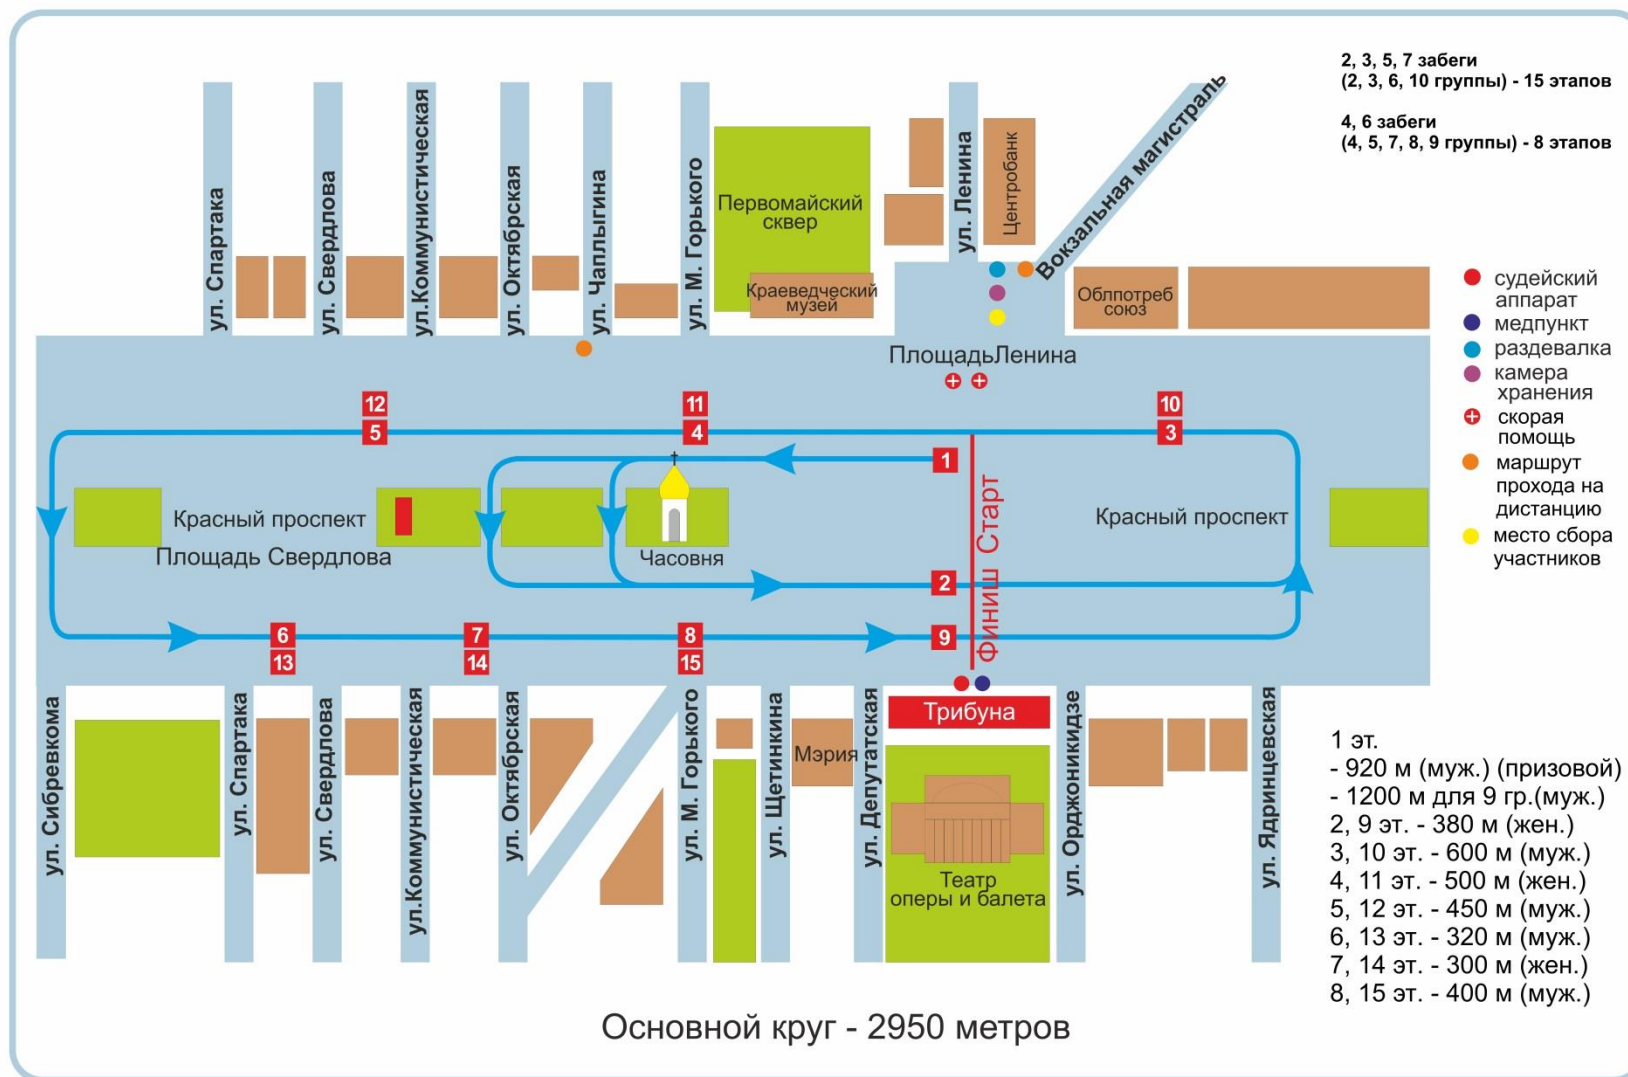 2, 3, 5, 7 забеги
(2, 3, 6, 10 группы) - 15 этапов
4, 6 забеги
(4, 5, 7, 8, 9 группы) - 8 этапов
ул. Спартака
ул. Свердлова
ул.Коммунистическая
ул. Октябрская
ул. Чаплыгина
ул. М. Горького
Первомайский
сквер
Краеведческий
музей
ул. Ленина
Центробанк
Вокзальная магистраль
Облпотреб
союз
ПлощадьЛенина
судейский
аппарат
медпункт
раздевалка
камера
хранения
скорая
помощь
маршрут
прохода на
дистанцию
место сбора
участников
12
5
11
4
10
3
1
Красный проспект
Площадь Свердлова
Часовня
Финиш Старт
Красный проспект
2
6
13
7
14
8
15
9
ул. Сибревкома
ул. Спартака
ул. Свердлова
ул.Коммунистическая
ул. Октябрская
ул. М. Горького
ул. Щетинкина
Мэрия
ул. Депутатская
Трибуна
Театр
оперы и балета
ул. Орджоникидзе
ул. Ядринцевская
1 эт.
- 920 м (муж.) (призовой)
- 1200 м для 9 гр.(муж.)
2, 9 эт. - 380 м (жен.)
3, 10 эт. - 600 м (муж.)
4, 11 эт. - 500 м (жен.)
5, 12 эт. - 450 м (муж.)
6, 13 эт. - 320 м (муж.)
7, 14 эт. - 300 м (жен.)
8, 15 эт. - 400 м (муж.)
Основной круг - 2950 метров